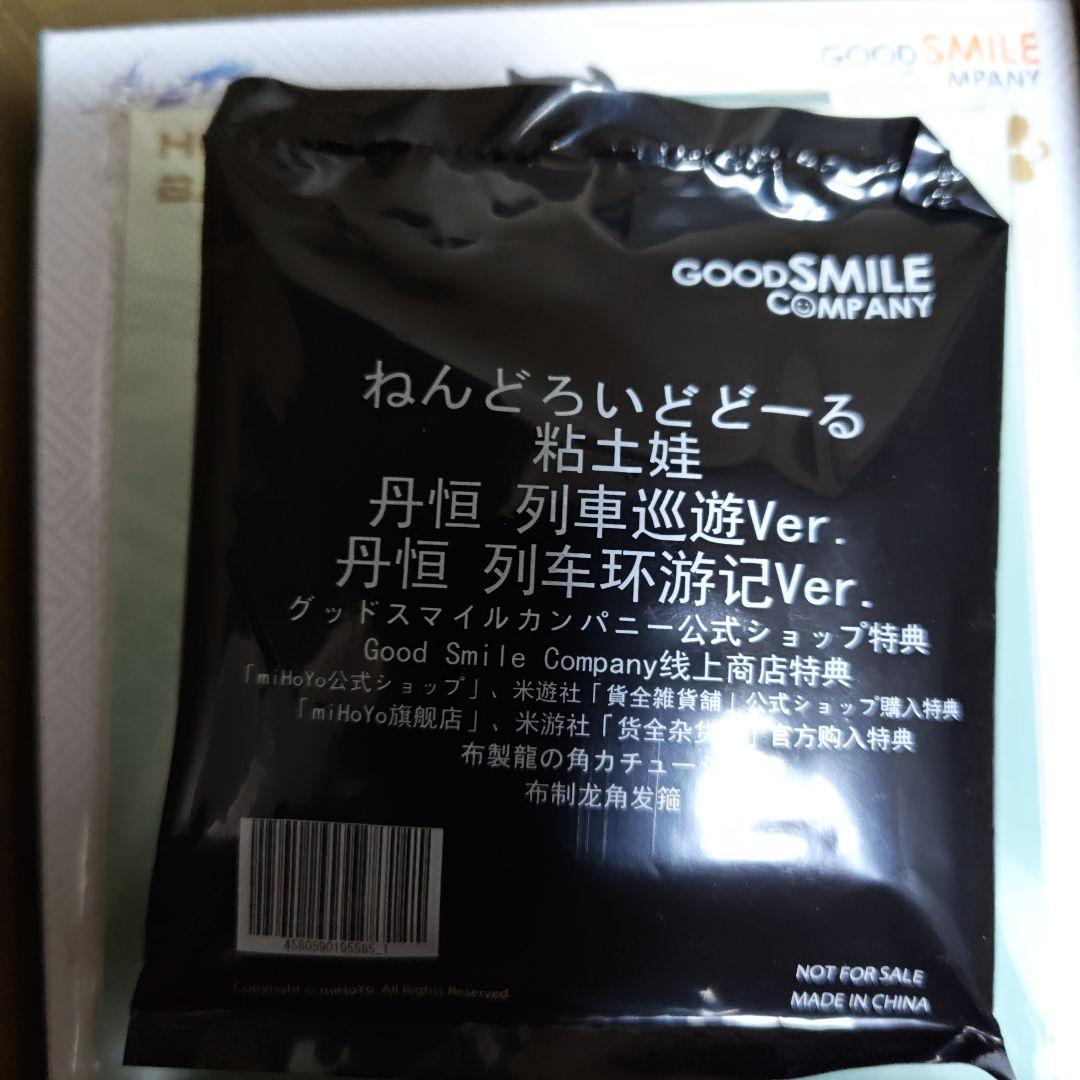 GOODSMILE
COMPANY
GOODSMILE
COMPANY
ねんどろいどどーる
粘土娃
丹恒 列車巡遊Ver.
丹恒 列车环游记Ver.
グッドスマイルカンパニー公式ショップ特典
Good Smile Company线上商店特典
「miHoYo公式ショップ」、米遊社「貨全雑貨舗」公式ショップ購入特典
「miHoYo旗舰店」、米游社「货全杂货 」官方购入特典
布製龍の角カチュー
布制龙角发箍
4580590195585_1
Copyright © miHoYo. All Rights Reserved.
NOT FOR SALE
MADE IN CHINA